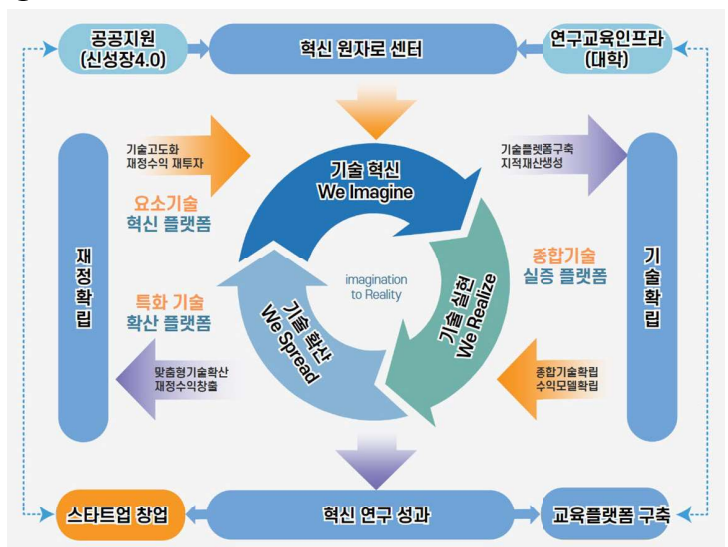 공공지원
(신성장4.0)
혁신 원자로 센터
연구교육인프라
(대학)
기술고도화
재정수익 재투자
기술 혁신
We Imagine
기술플렛폼구축
지적재산생성
요소기술
혁신 플랫폼
재정확립
imagination
to Reality
종합기술
실증 플랫폼
기술확립
기술 실현
We Realize
특화 기술
확산 플랫폼
기술 확산
We Spread
맞춤형기술확산
재정수익창출
종합기술확립
수익모델확립
스타트업 창업
혁신 연구 성과
교육플랫폼 구축